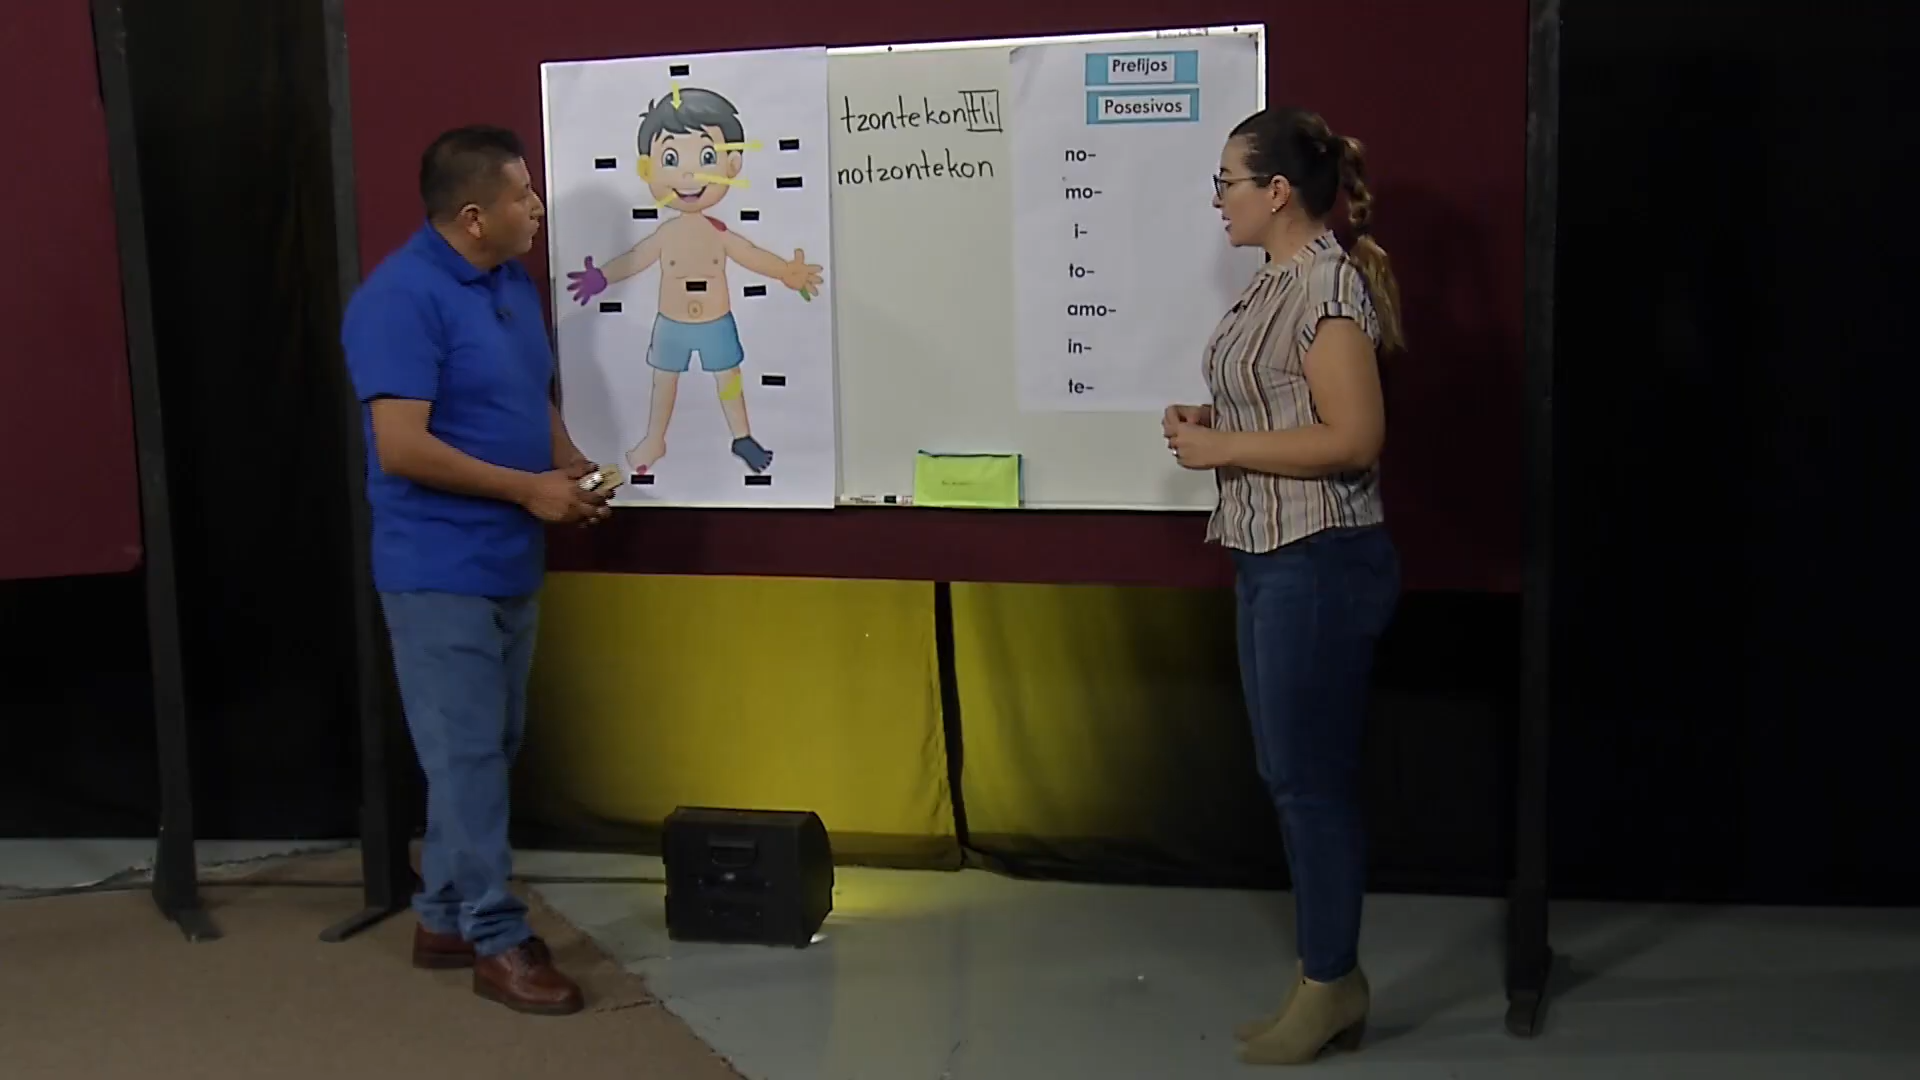 tzontekontli
notzontekon
Prefijos
Posesivos
no-
mo-
i-
to-
amo-
in-
te-